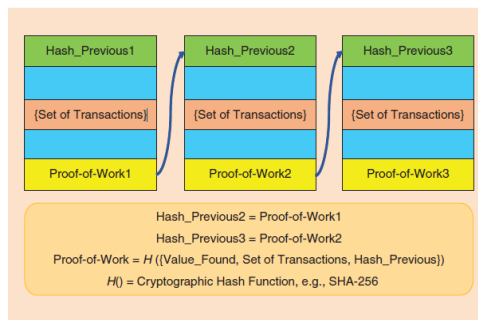 Hash_Previous1 Hash_Previous2 Hash_Previous3
{Set of Transactions} {Set of Transactions} {Set of Transactions}
Proof-of-Work1 Proof-of-Work2 Proof-of-Work3
Hash_Previous2 = Proof-of-Work1
Hash_Previous3 = Proof-of-Work2
Proof-of-Work = H ({Value_Found, Set of Transactions, Hash_Previous})
H() = Cryptographic Hash Function, e.g., SHA-256